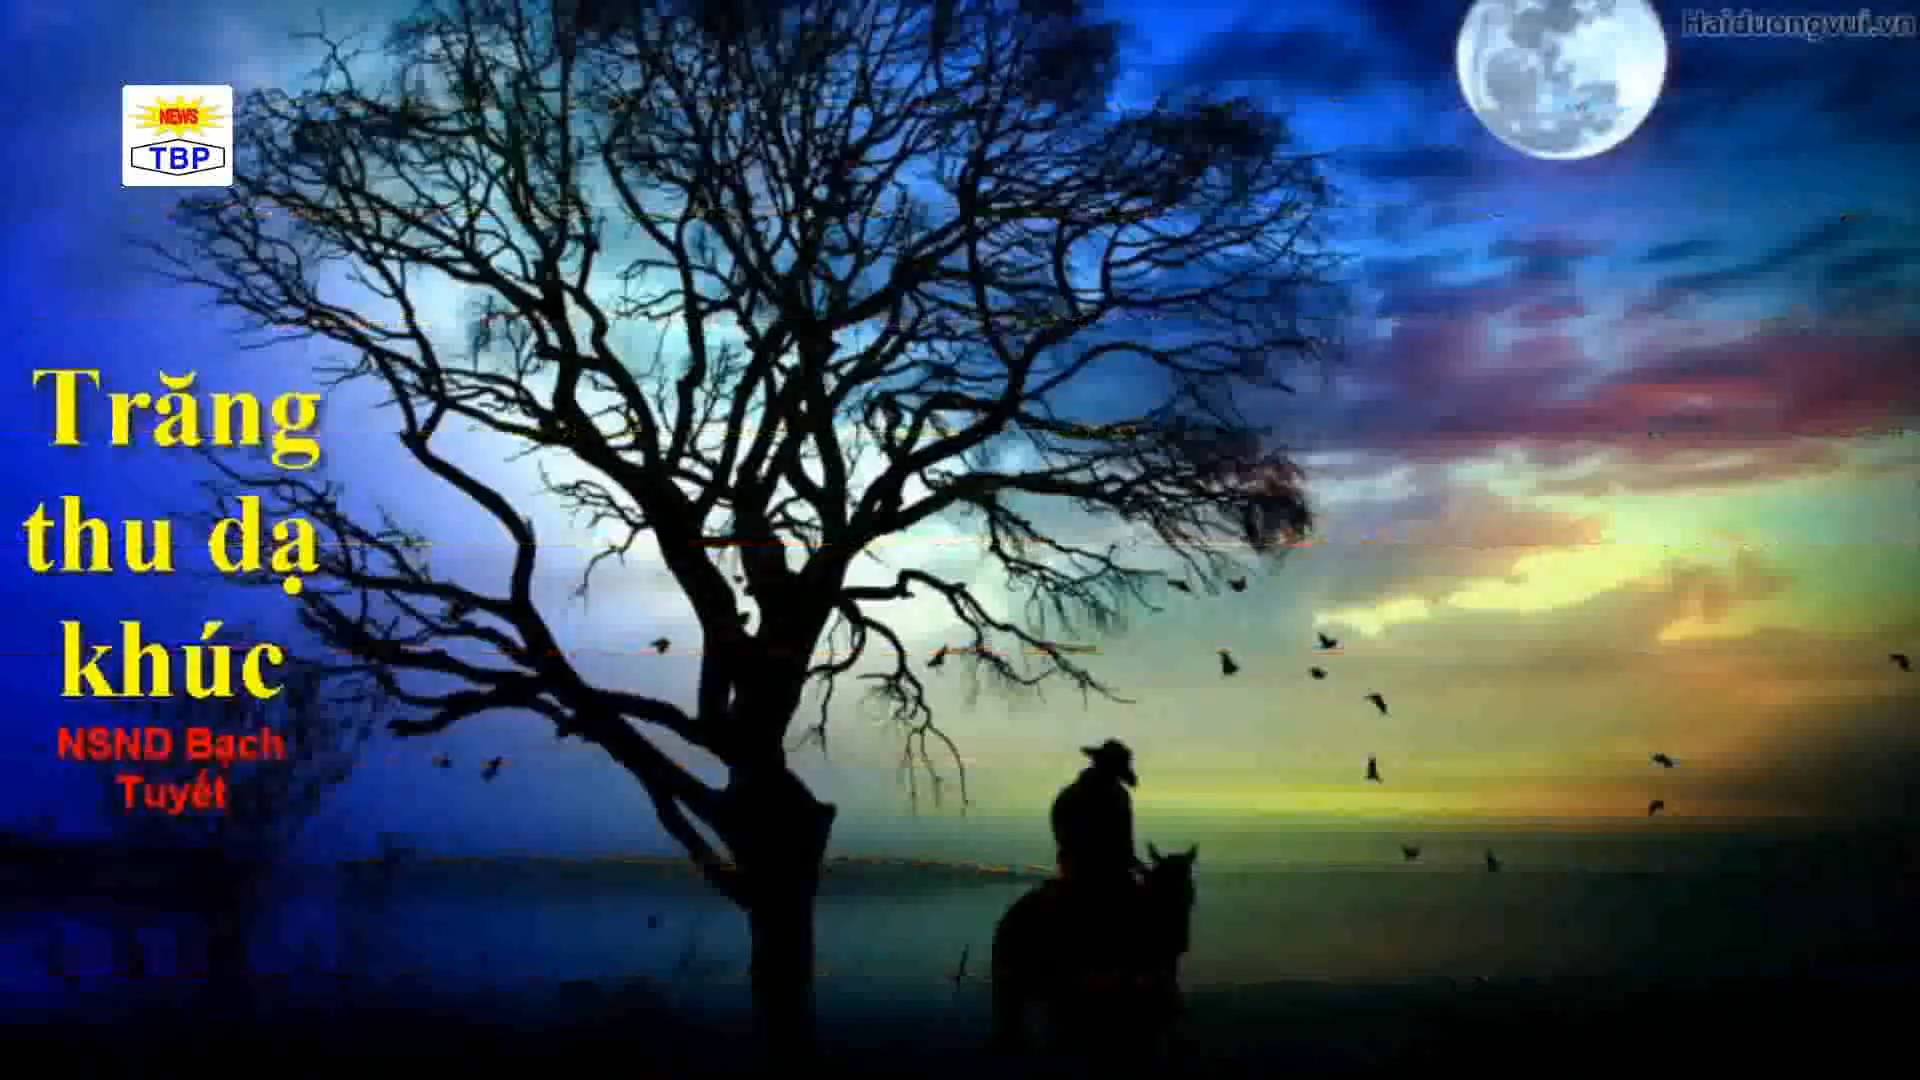 Haiduongvui.vn
NEWS
TBP
Trăng
thu dạ
khúc
NSND Bạch
Tuyết